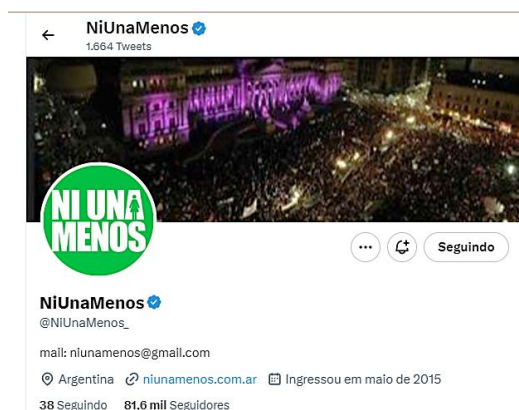 NiUnaMenos
1.664 Tweets
NI UNA
MENOS
Seguindo
NiUnaMenos
@NiUnaMenos_
mail: niunamenos@gmail.com
Argentina niunamenos.com.ar Ingressou em maio de 2015
38 Seguindo 81,6 mil Seguidores